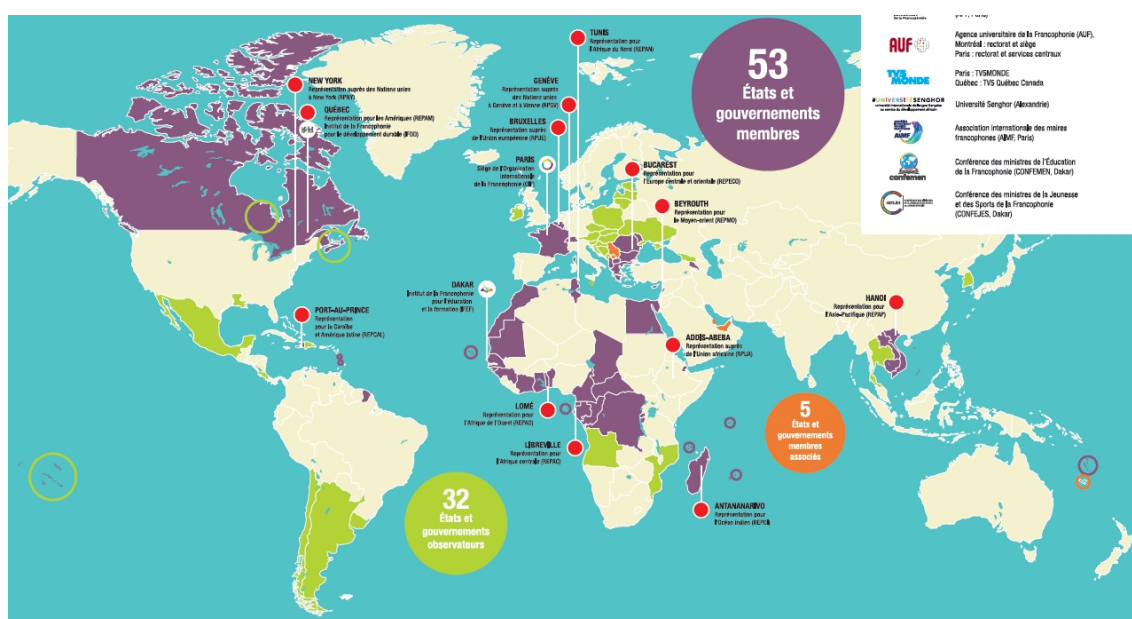 53
États et
gouvernements
membres
TUNIS
Représentation pour
l'Afrique du Nord (REPAN)
GENÈVE
Représentation auprès
des Nations unies
à Genève et à Vienne (RPGV)
NEW YORK
Représentation auprès des Nations unies
à New York (RPNY)
QUÉBEC
Représentation pour les Amériques (REPAM)
Institut de la Francophonie
pour le développement durable (IFDD)
ifdd
BRUXELLES
Représentation auprès
de l'Union européenne (RPUE)
PARIS
Siège de l'Organisation
internationale
de la Francophonie (OIF)
BUCAREST
Représentation pour
l'Europe centrale et orientale (REPECO)
BEYROUTH
Représentation pour
le Moyen-orient (REPMO)
DAKAR
Institut de la Francophonie
pour l'éducation
et la formation (IFEF)
PORT-AU-PRINCE
Représentation
pour la Caraïbe
et Amérique latine (REPCAL)
HANOI
Représentation pour
l'Asie-Pacifique (REPAP)
ADDIS-ABEBA
Représentation auprès
de l'Union africaine (RPUA)
LOMÉ
Représentation pour
l'Afrique de l'Ouest (REPAO)
LIBREVILLE
Représentation pour
l'Afrique centrale (REPAC)
ANTANANARIVO
Représentation pour
l'Océan Indien (REPOI)
5
États et
gouvernements
membres
associés
32
États et
gouvernements
observateurs
de la Francophonie
AUF
Agence universitaire de la Francophonie (AUF),
Montréal : rectorat et siège
Paris : rectorat et services centraux
TV5
MONDE
Paris : TV5MONDE
Québec : TV5 Québec Canada
#UNIVERSITÉSENGHOR
Université Senghor (Alexandrie)
AIMF
Association internationale des maires
francophones (AIMF, Paris)
confemen
Conférence des ministres de l'Éducation
de la Francophonie (CONFEMEN, Dakar)
Conférence des ministres de la Jeunesse
et des Sports de la Francophonie
(CONFEJES, Dakar)